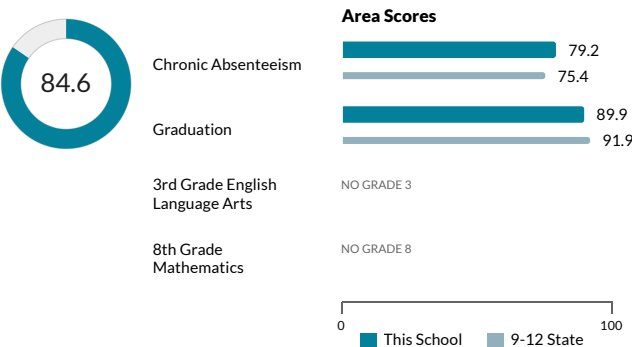 Area Scores
84.6
Chronic Absenteeism
79.2
75.4
Graduation
89.9
91.9
3rd Grade English
Language Arts
NO GRADE 3
8th Grade
Mathematics
NO GRADE 8
0
100
This School
9-12 State